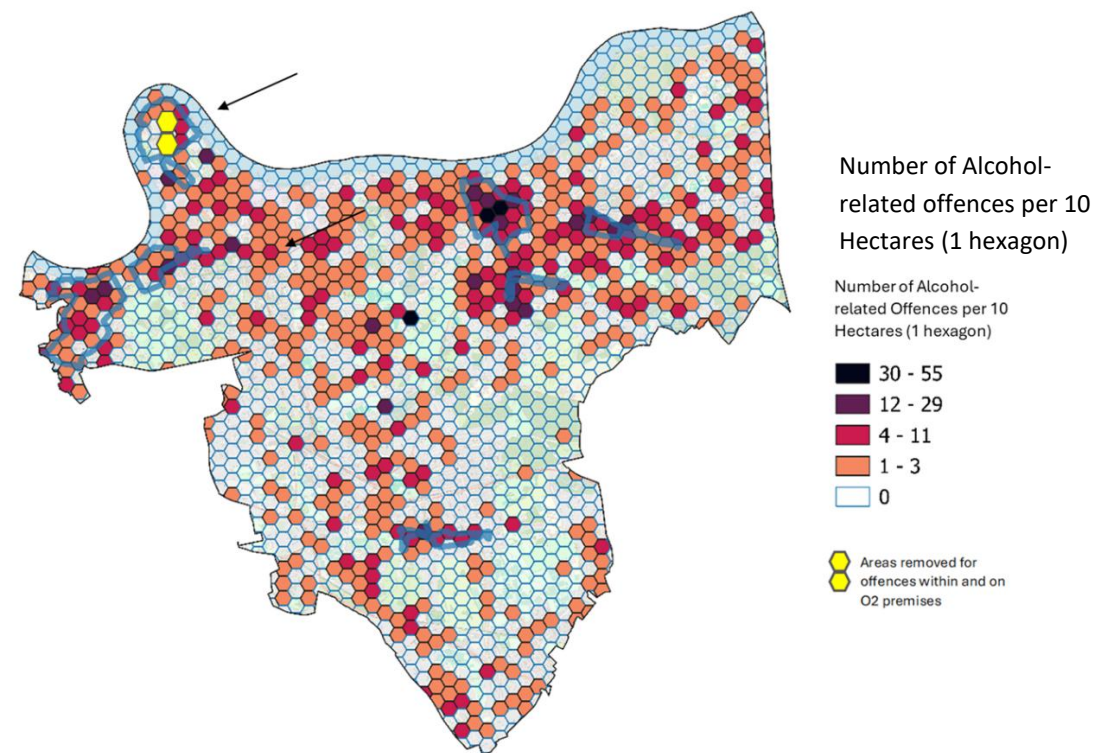 Number of Alcohol-
related offences per 10
Hectares (1 hexagon)
Number of Alcohol-
related Offences per 10
Hectares (1 hexagon)
30 - 55
12 - 29
4 - 11
1 - 3
0
Areas removed for
offences within and on
O2 premises